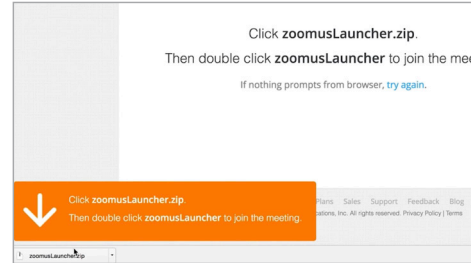 Click zoomusLauncher.zip.
Then double click zoomusLauncher to join the mee
If nothing prompts from browser, try again.
Click zoomusLauncher.zip.
Then double click zoomusLauncher to join the meeting.
Plans Sales Support Feedback Blog
cations, Inc. All rights reserved. Privacy Policy | Terms
zoomusLauncher.zip